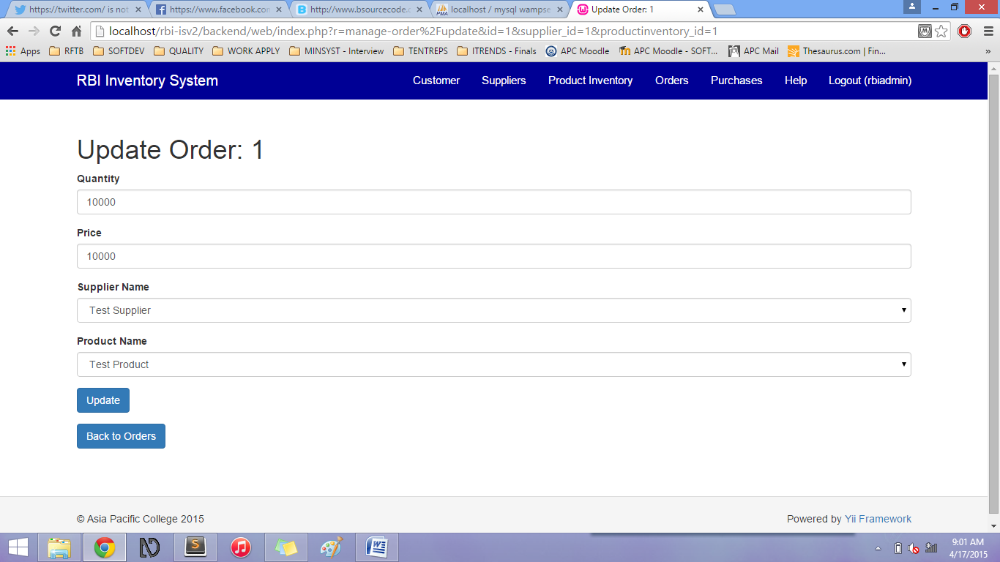 https://twitter.com/ is not
https://www.facebook.con
http://www.bsourcecode.c
localhost / mysql wampse
Update Order: 1
localhost/rbi-isv2/backend/web/index.php?r=manage-order%2Fupdate&id=1&supplier_id=1&productinventory_id=1
Apps RFTB SOFTDEV QUALITY WORK APPLY MINSYST - Interview TENTREPS ITRENDS - Finals APC Moodle APC Moodle - SOFT... APC Mail Thesaurus.com | Fin... »
RBI Inventory System Customer Suppliers Product Inventory Orders Purchases Help Logout (rbiadmin)
Update Order: 1
Quantity
10000
Price
10000
Supplier Name
Test Supplier
Product Name
Test Product
Update
Back to Orders
© Asia Pacific College 2015 Powered by Yii Framework
9:01 AM
4/17/2015